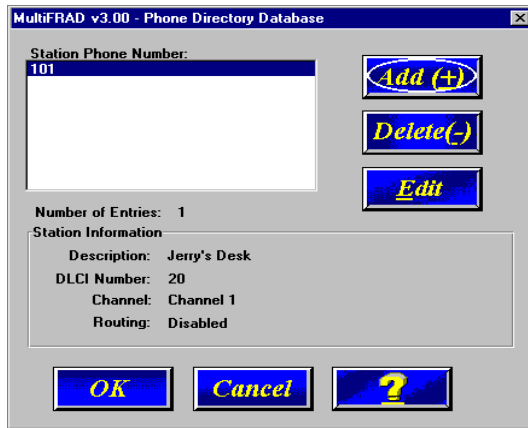 MultiFRAD v3.00 - Phone Directory Database
Station Phone Number:
101
Add (+)
Delete(-)
Edit
Number of Entries: 1
Station Information
Description: Jerry's Desk
DLCI Number: 20
Channel: Channel 1
Routing: Disabled
OK
Cancel
?